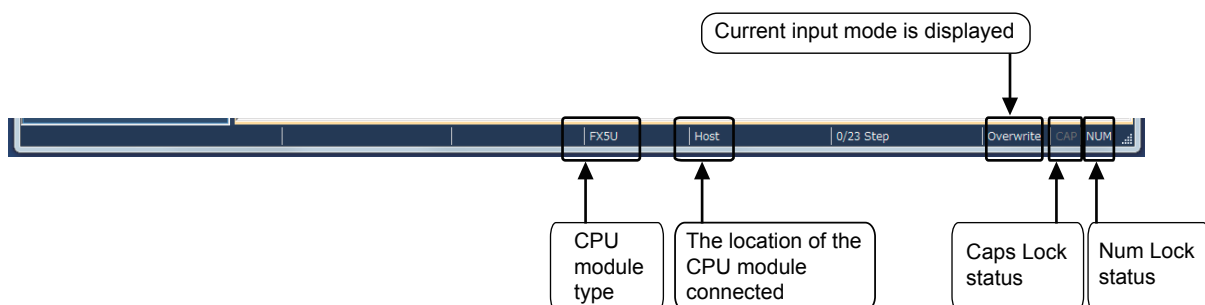 Current input mode is displayed
FX5U Host 0/23 Step Overwrite CAP NUM
CPU
module
type
The location of the
CPU module
connected
Caps Lock
status
Num Lock
status